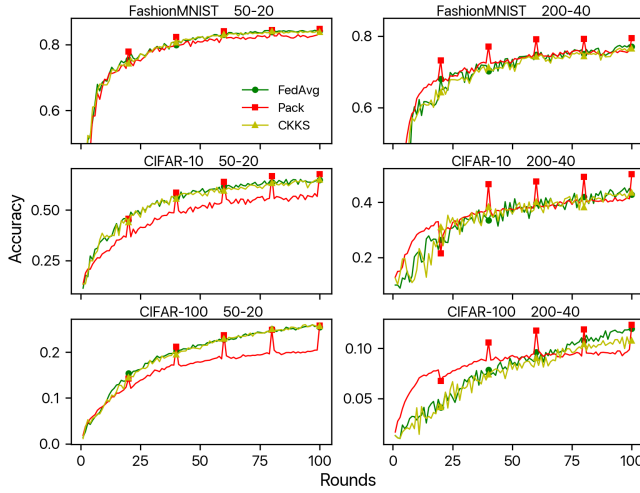 FashionMNIST 50-20
FashionMNIST 200-40
0.8
0.6
FedAvg
Pack
CKKS
0.8
0.6
CIFAR-10 50-20
CIFAR-10 200-40
Accuracy
0.50
0.25
0.4
0.2
CIFAR-100 50-20
CIFAR-100 200-40
0.2
0.1
0.0
0.10
0.05
0 25 50 75 100
0 25 50 75 100
Rounds